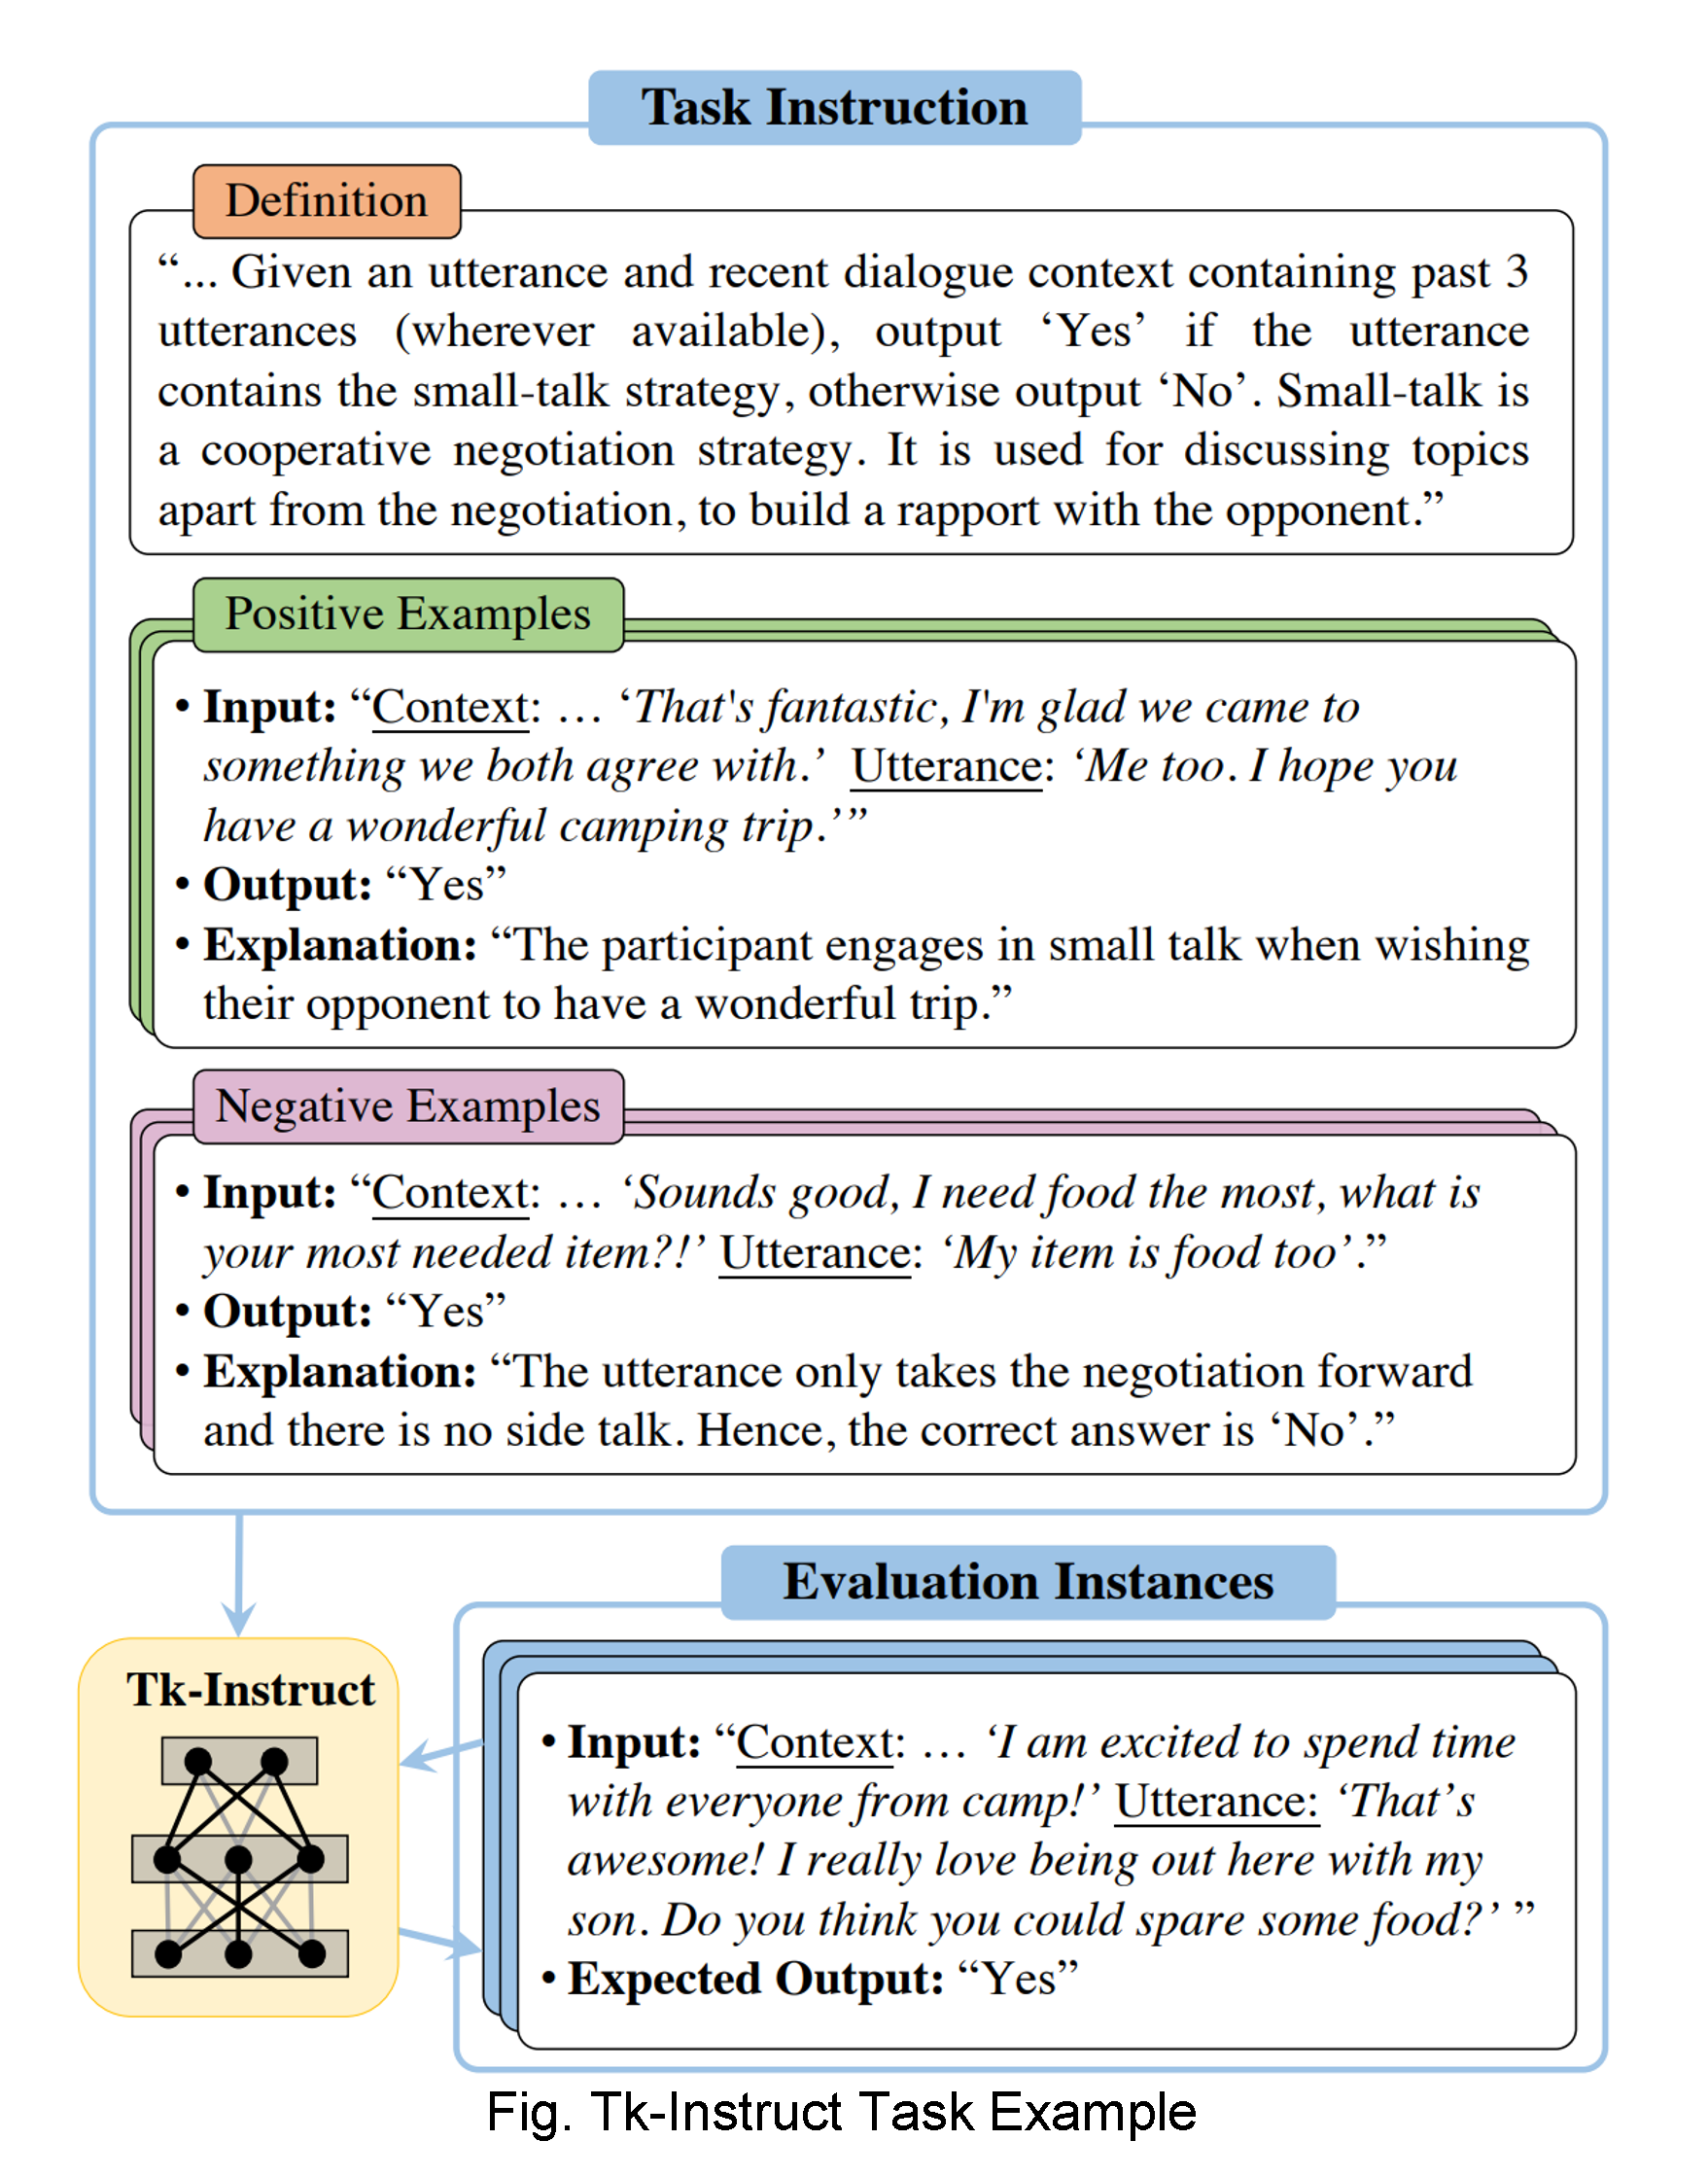 Task Instruction
Definition
“... Given an utterance and recent dialogue context containing past 3
utterances (wherever available), output ‘Yes’ if the utterance
contains the small-talk strategy, otherwise output ‘No’. Small-talk is
a cooperative negotiation strategy. It is used for discussing topics
apart from the negotiation, to build a rapport with the opponent.”
Positive Examples
• Input: “Context: … ‘That's fantastic, I'm glad we came to
something we both agree with.’ Utterance: ‘Me too. I hope you
have a wonderful camping trip.’”
• Output: “Yes”
• Explanation: “The participant engages in small talk when wishing
their opponent to have a wonderful trip.”
Negative Examples
• Input: “Context: … ‘Sounds good, I need food the most, what is
your most needed item?!’ Utterance: ‘My item is food too’.”
• Output: “Yes”
• Explanation: “The utterance only takes the negotiation forward
and there is no side talk. Hence, the correct answer is ‘No’.”
Tk-Instruct
Evaluation Instances
• Input: “Context: … ‘I am excited to spend time
with everyone from camp!’ Utterance: ‘That’s
awesome! I really love being out here with my
son. Do you think you could spare some food?’ ”
• Expected Output: “Yes”
Fig. Tk-Instruct Task Example